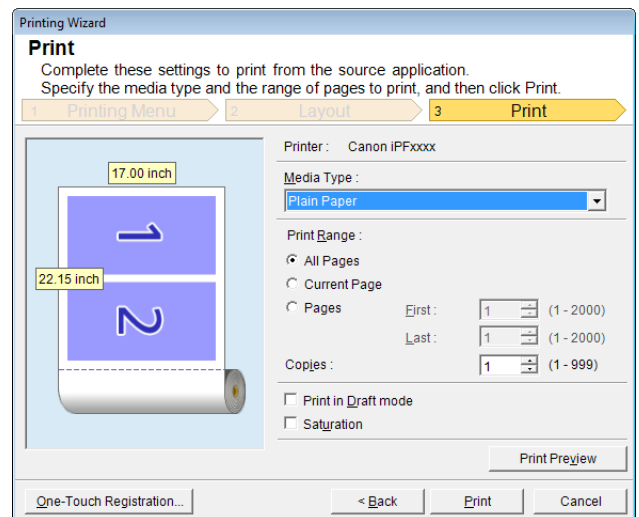 Printing Wizard
Print
Complete these settings to print from the source application.
Specify the media type and the range of pages to print, and then click Print.
1 Printing Menu 2 Layout 3 Print
Printer : Canon iPFxxxx
17.00 inch
Media Type :
Plain Paper
1
Print Range :
All Pages
22.15 inch
Current Page
Pages First : 1 (1 - 2000)
2
Last : 1 (1 - 2000)
Copies : 1 (1 - 999)
Print in Draft mode
Saturation
Print Preview
One-Touch Registration... < Back Print Cancel